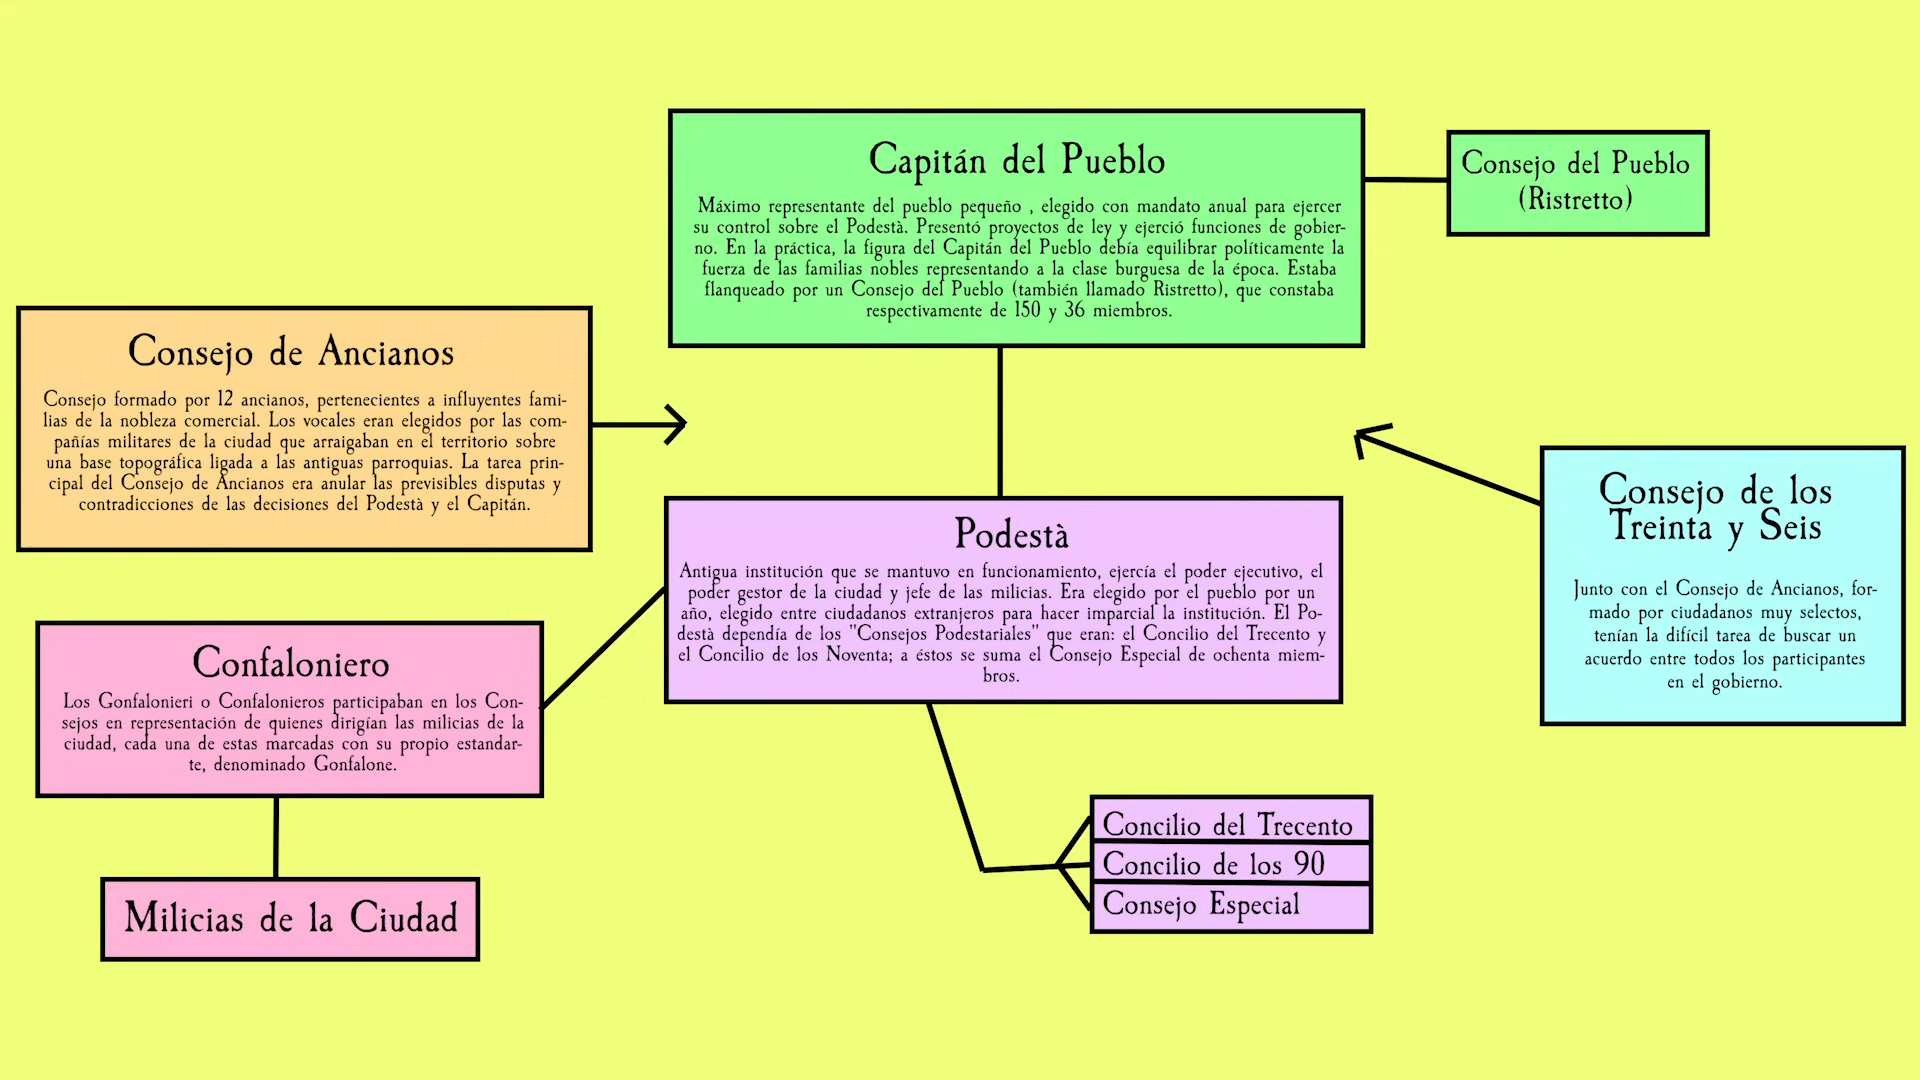 Capitán del Pueblo
Máximo representante del pueblo pequeño , elegido con mandato anual para ejercer
su control sobre el Podestà. Presentó proyectos de ley y ejerció funciones de gobier-
no. En la práctica, la figura del Capitán del Pueblo debía equilibrar políticamente la
fuerza de las familias nobles representando a la clase burguesa de la época. Estaba
flanqueado por un Consejo del Pueblo (también llamado Ristretto), que constaba
respectivamente de 150 y 36 miembros.
Consejo del Pueblo
(Ristretto)
Consejo de Ancianos
Consejo formado por 12 ancianos, pertenecientes a influyentes fami-
lias de la nobleza comercial. Los vocales eran elegidos por las com-
pañías militares de la ciudad que arraigaban en el territorio sobre
una base topográfica ligada a las antiguas parroquias. La tarea prin-
cipal del Consejo de Ancianos era anular las previsibles disputas y
contradicciones de las decisiones del Podestà y el Capitán.
Consejo de los
Treinta y Seis
Junto con el Consejo de Ancianos, for-
mado por ciudadanos muy selectos,
tenían la difícil tarea de buscar un
acuerdo entre todos los participantes
en el gobierno.
Podestà
Antigua institución que se mantuvo en funcionamiento, ejercía el poder ejecutivo, el
poder gestor de la ciudad y jefe de las milicias. Era elegido por el pueblo por un
año, elegido entre ciudadanos extranjeros para hacer imparcial la institución. El Po-
destà dependía de los "Consejos Podestariales" que eran: el Concilio del Trecento y
el Concilio de los Noventa; a éstos se suma el Consejo Especial de ochenta miem-
bros.
Confaloniero
Los Gonfalonieri o Confalonieros participaban en los Con-
sejos en representación de quienes dirigían las milicias de la
ciudad, cada una de estas marcadas con su propio estandar-
te, denominado Gonfalone.
Milicias de la Ciudad
Concilio del Trecento
Concilio de los 90
Consejo Especial